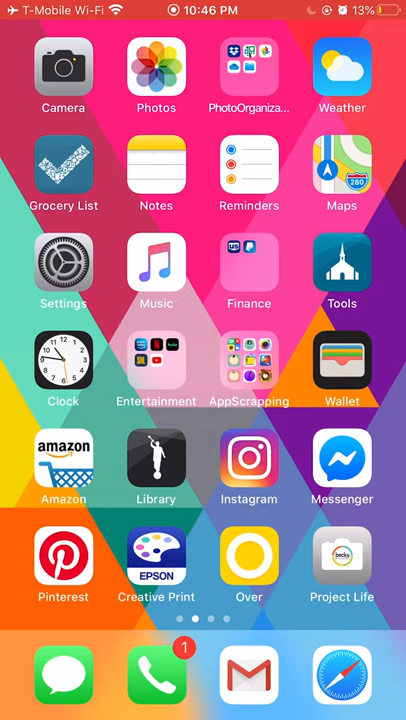 T-Mobile Wi-Fi 10:46 PM 13%
Camera Photos PhotoOrganiza... Weather
280
Grocery List Notes Reminders Maps
US
Settings Music Finance Tools
hulu
Clock Entertainment AppScrapping Wallet
amazon
Amazon Library Instagram Messenger
EPSON
becky
Pinterest Creative Print Over Project Life
1